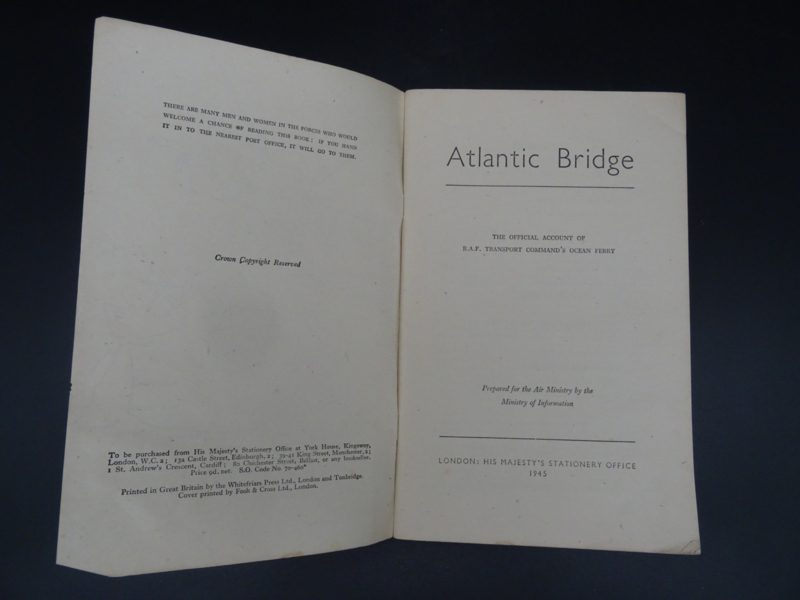 THERE ARE MANY MEN AND WOMEN IN THE FORCES WHO WOULD
WELCOME A CHANCE OF READING THIS BOOK; IF YOU HAND
IT IN TO THE NEAREST POST OFFICE, IT WILL GO TO THEM.
Crown Copyright Reserved
To be purchased from His Majesty's Stationery Office at York House, Kingsway,
London, W.C. 2; 13a Castle Street, Edinburgh, 2; 39-41 King Street, Manchester, 2;
1 St. Andrew's Crescent, Cardiff; 80 Chichester Street, Belfast, or any bookseller.
Price 9d. net. S.O. Code No. 70-460*
Printed in Great Britain by the Whitefriars Press Ltd., London and Tonbridge.
Cover printed by Fosh & Cross Ltd., London.
Atlantic Bridge
THE OFFICIAL ACCOUNT OF
R.A.F. TRANSPORT COMMAND'S OCEAN FERRY
Prepared for the Air Ministry by the
Ministry of Information
LONDON: HIS MAJESTY'S STATIONERY OFFICE
1945